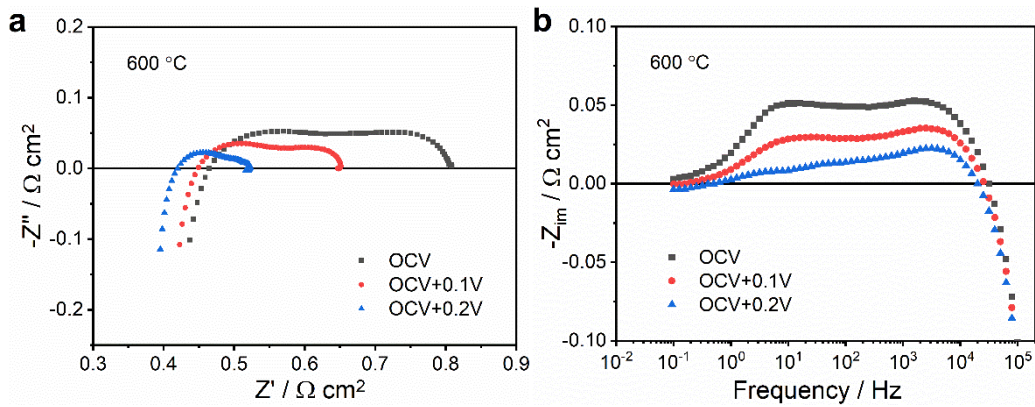 a
0.2
0.1
0.0
-0.1
-0.2
-Z" / Ω cm²
600 °C
OCV
OCV+0.1V
OCV+0.2V
0.3 0.4 0.5 0.6 0.7 0.8 0.9
Z' / Ω cm²
b
0.10
0.05
0.00
-0.05
-0.10
-Z_im / Ω cm²
600 °C
OCV
OCV+0.1V
OCV+0.2V
10⁻² 10⁻¹ 10⁰ 10¹ 10² 10³ 10⁴ 10⁵
Frequency / Hz